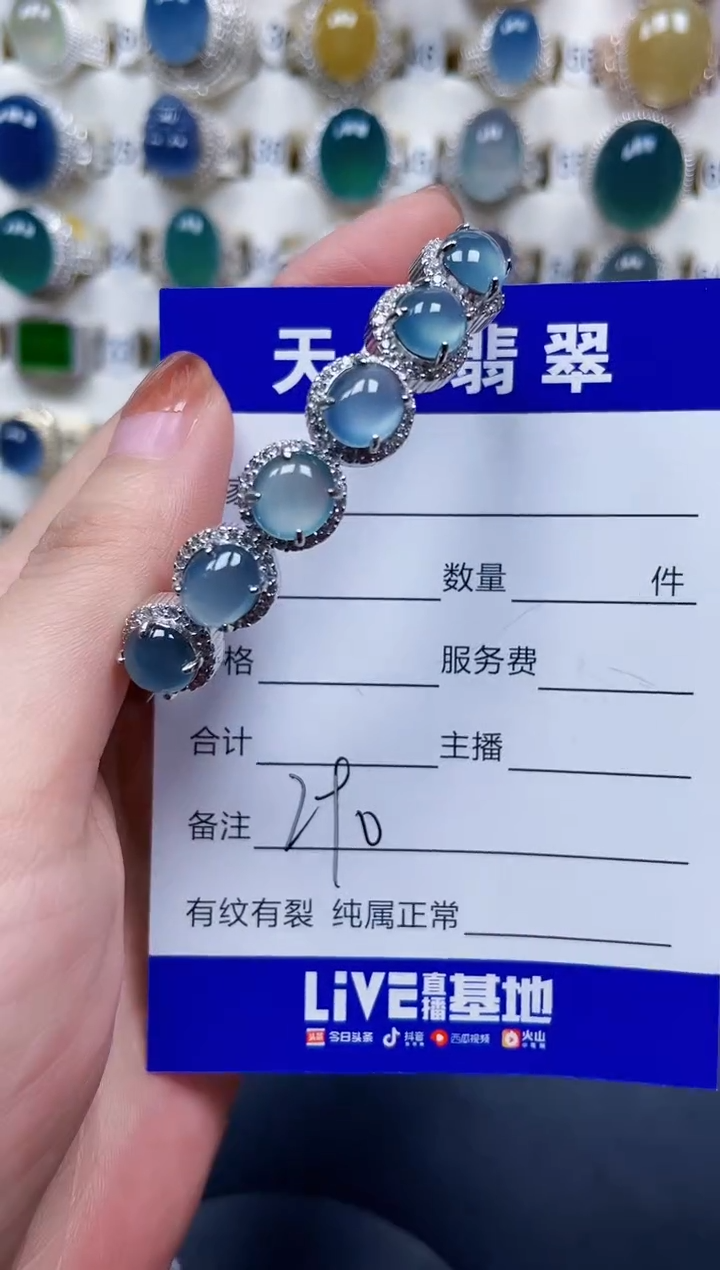 天 翡翠
家
数量 件
格 服务费
合计 主播
备注
有纹有裂 纯属正常
LiVE直播基地
今日头条 抖音 西瓜视频 火山